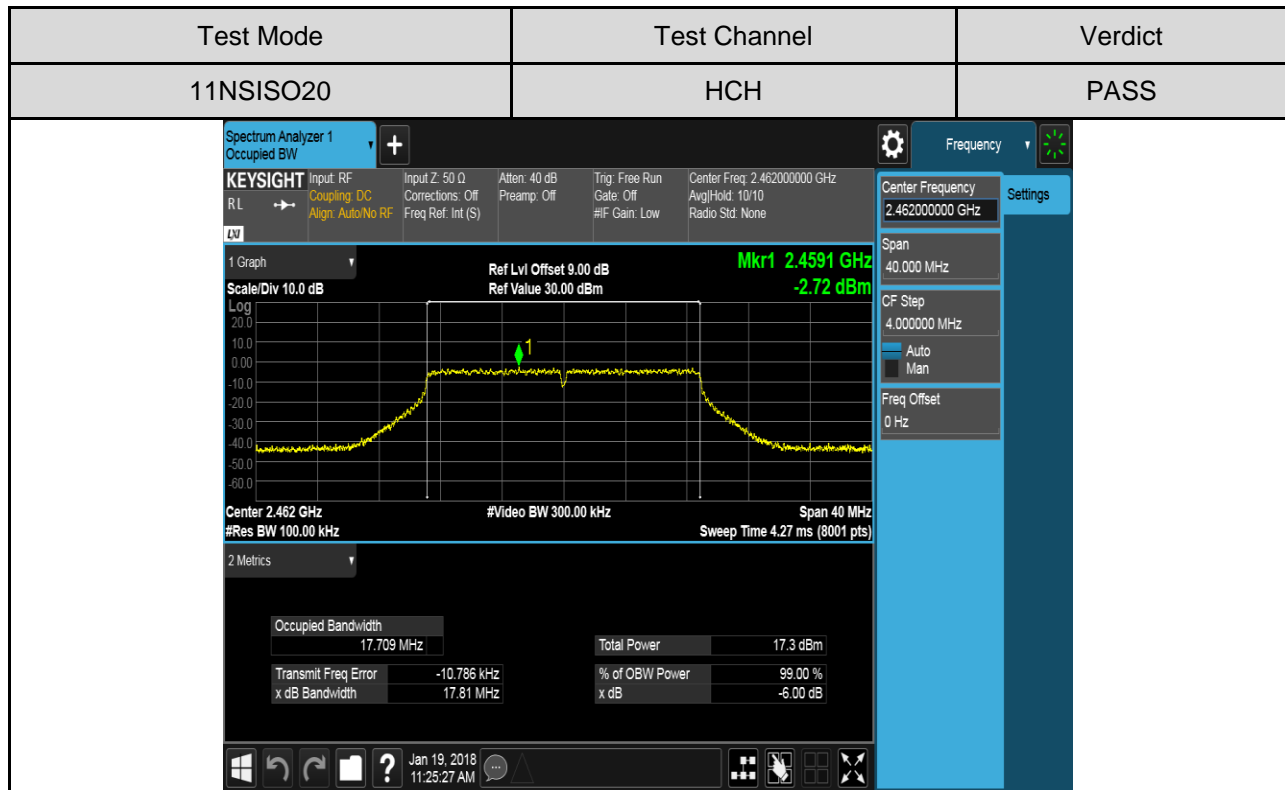 Test Mode Test Channel Verdict
11NSISO20 HCH PASS
Spectrum Analyzer 1
Occupied BW
+
Frequency
KEYSIGHT Input: RF Input Z: 50 Ω Atten: 40 dB Trig: Free Run Center Freq: 2.462000000 GHz
RL Coupling: DC Corrections: Off Preamp: Off Gate: Off Avg|Hold: 10/10
Align: Auto/No RF Freq Ref: Int (S) #IF Gain: Low Radio Std: None
LXI
Center Frequency
2.462000000 GHz
Settings
Span
40.000 MHz
CF Step
4.000000 MHz
Auto
Man
Freq Offset
0 Hz
1 Graph
Ref Lvl Offset 9.00 dB
Mkr1 2.4591 GHz
Scale/Div 10.0 dB
Ref Value 30.00 dBm
-2.72 dBm
Log
20.0
10.0
0.00
-10.0
-20.0
-30.0
-40.0
-50.0
-60.0
1
Center 2.462 GHz #Video BW 300.00 kHz Span 40 MHz
#Res BW 100.00 kHz Sweep Time 4.27 ms (8001 pts)
2 Metrics
Occupied Bandwidth
17.709 MHz
Total Power 17.3 dBm
Transmit Freq Error -10.786 kHz % of OBW Power 99.00 %
x dB Bandwidth 17.81 MHz x dB -6.00 dB
?
Jan 19, 2018
11:25:27 AM